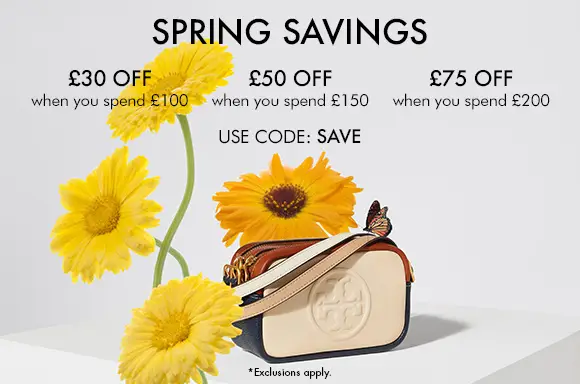 SPRING SAVINGS
£30 OFF £50 OFF £75 OFF
when you spend £100 when you spend £150 when you spend £200
USE CODE: SAVE
*Exclusions apply.